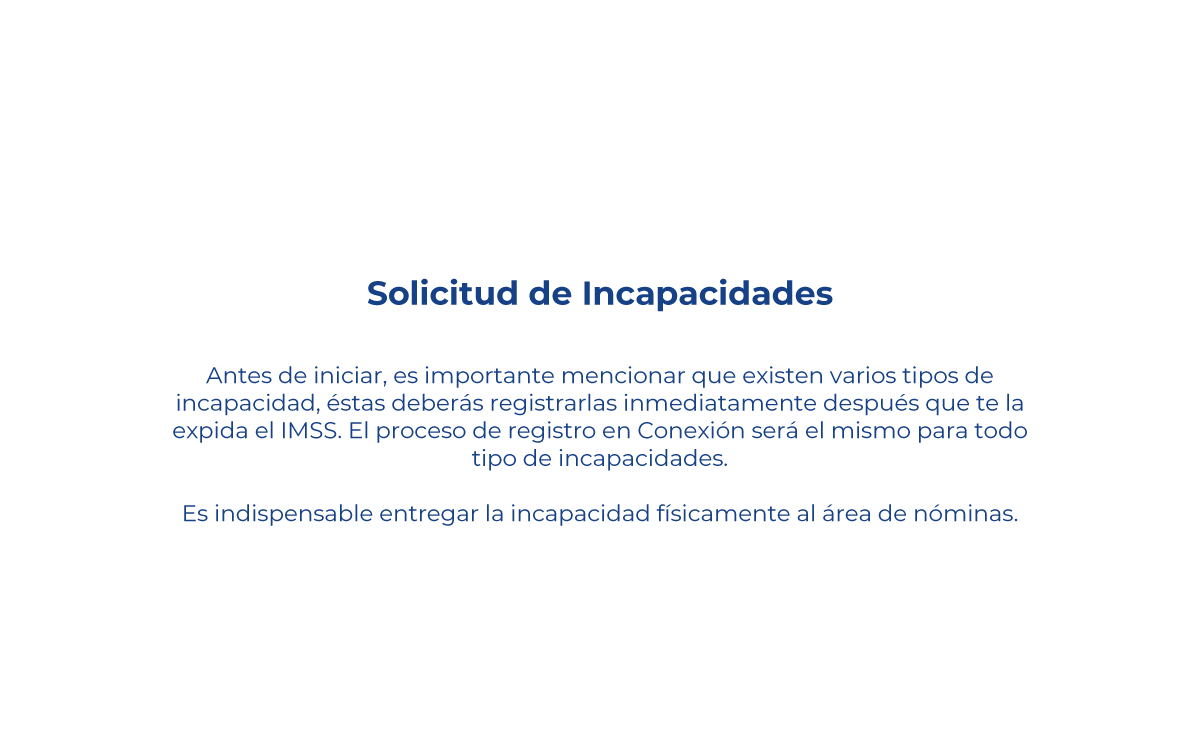 Solicitud de Incapacidades
Antes de iniciar, es importante mencionar que existen varios tipos de
incapacidad, éstas deberás registrarlas inmediatamente después que te la
expida el IMSS. El proceso de registro en Conexión será el mismo para todo
tipo de incapacidades.
Es indispensable entregar la incapacidad físicamente al área de nóminas.